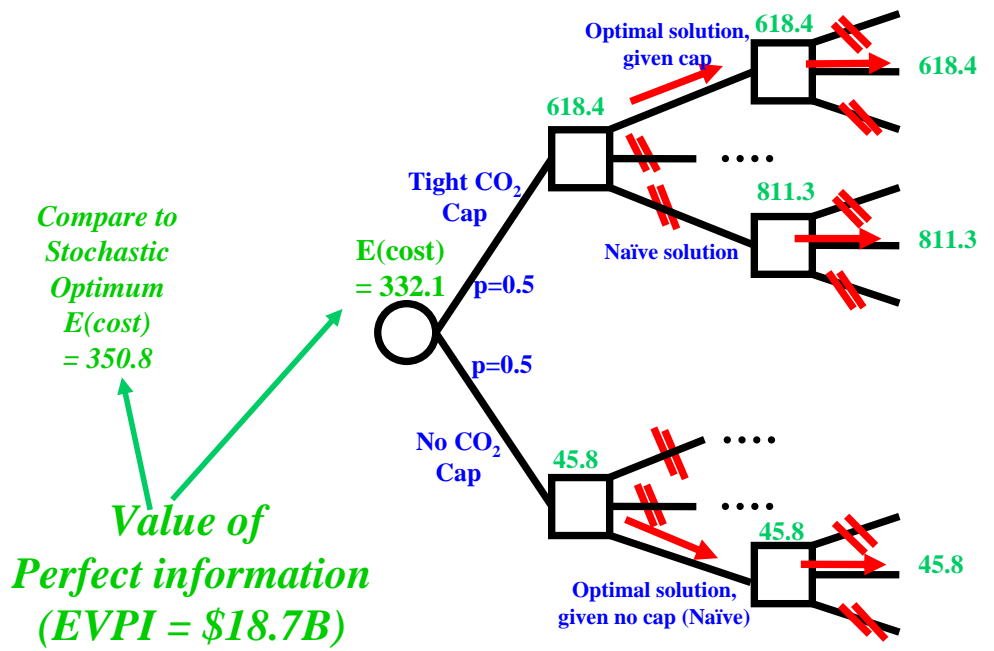 Optimal solution,
given cap
618.4
618.4
618.4
Tight CO₂
Cap
811.3
811.3
Naïve solution
Compare to
Stochastic
Optimum
E(cost)
= 350.8
E(cost)
= 332.1
p=0.5
p=0.5
No CO₂
Cap
45.8
45.8
45.8
Optimal solution,
given no cap (Naïve)
Value of
Perfect information
(EVPI = $18.7B)